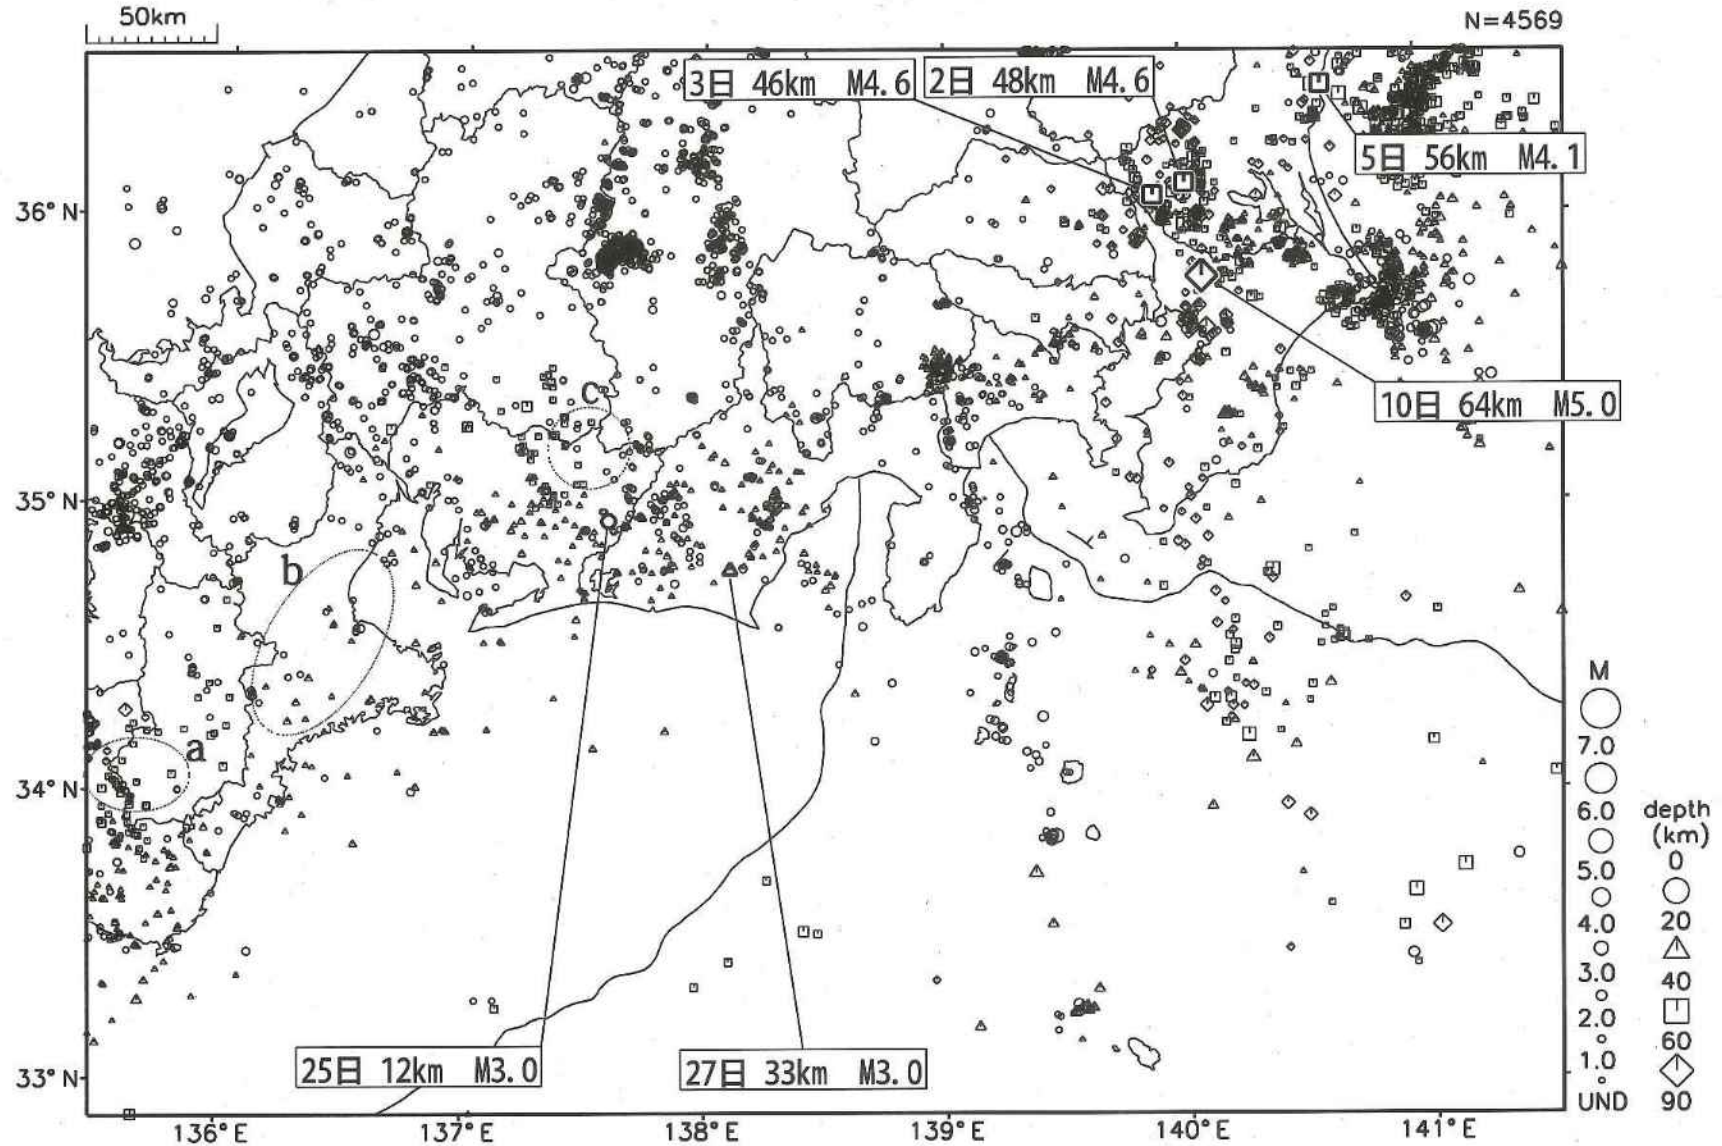 50km
N=4569
3日 46km M4.6
2日 48km M4.6
5日 56km M4.1
36°N
10日 64km M5.0
c
35°N
b
a
34°N
M
7.0
6.0
5.0
4.0
3.0
2.0
1.0
UND
depth
(km)
0
20
40
60
90
25日 12km M3.0
27日 33km M3.0
33°N
136°E
137°E
138°E
139°E
140°E
141°E